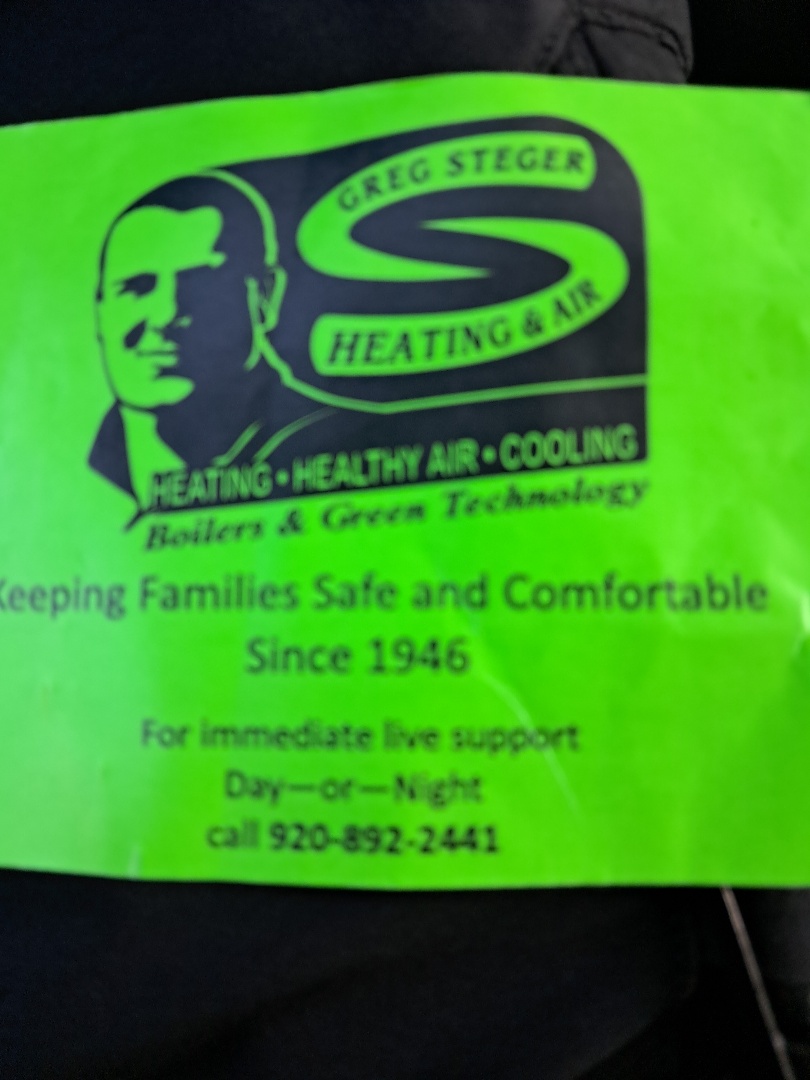 GREG STEGER
HEATING & AIR
HEATING • HEALTHY AIR • COOLING
Boilers & Green Technology
Keeping Families Safe and Comfortable
Since 1946
For immediate live support
Day—or—Night
call 920-892-2441